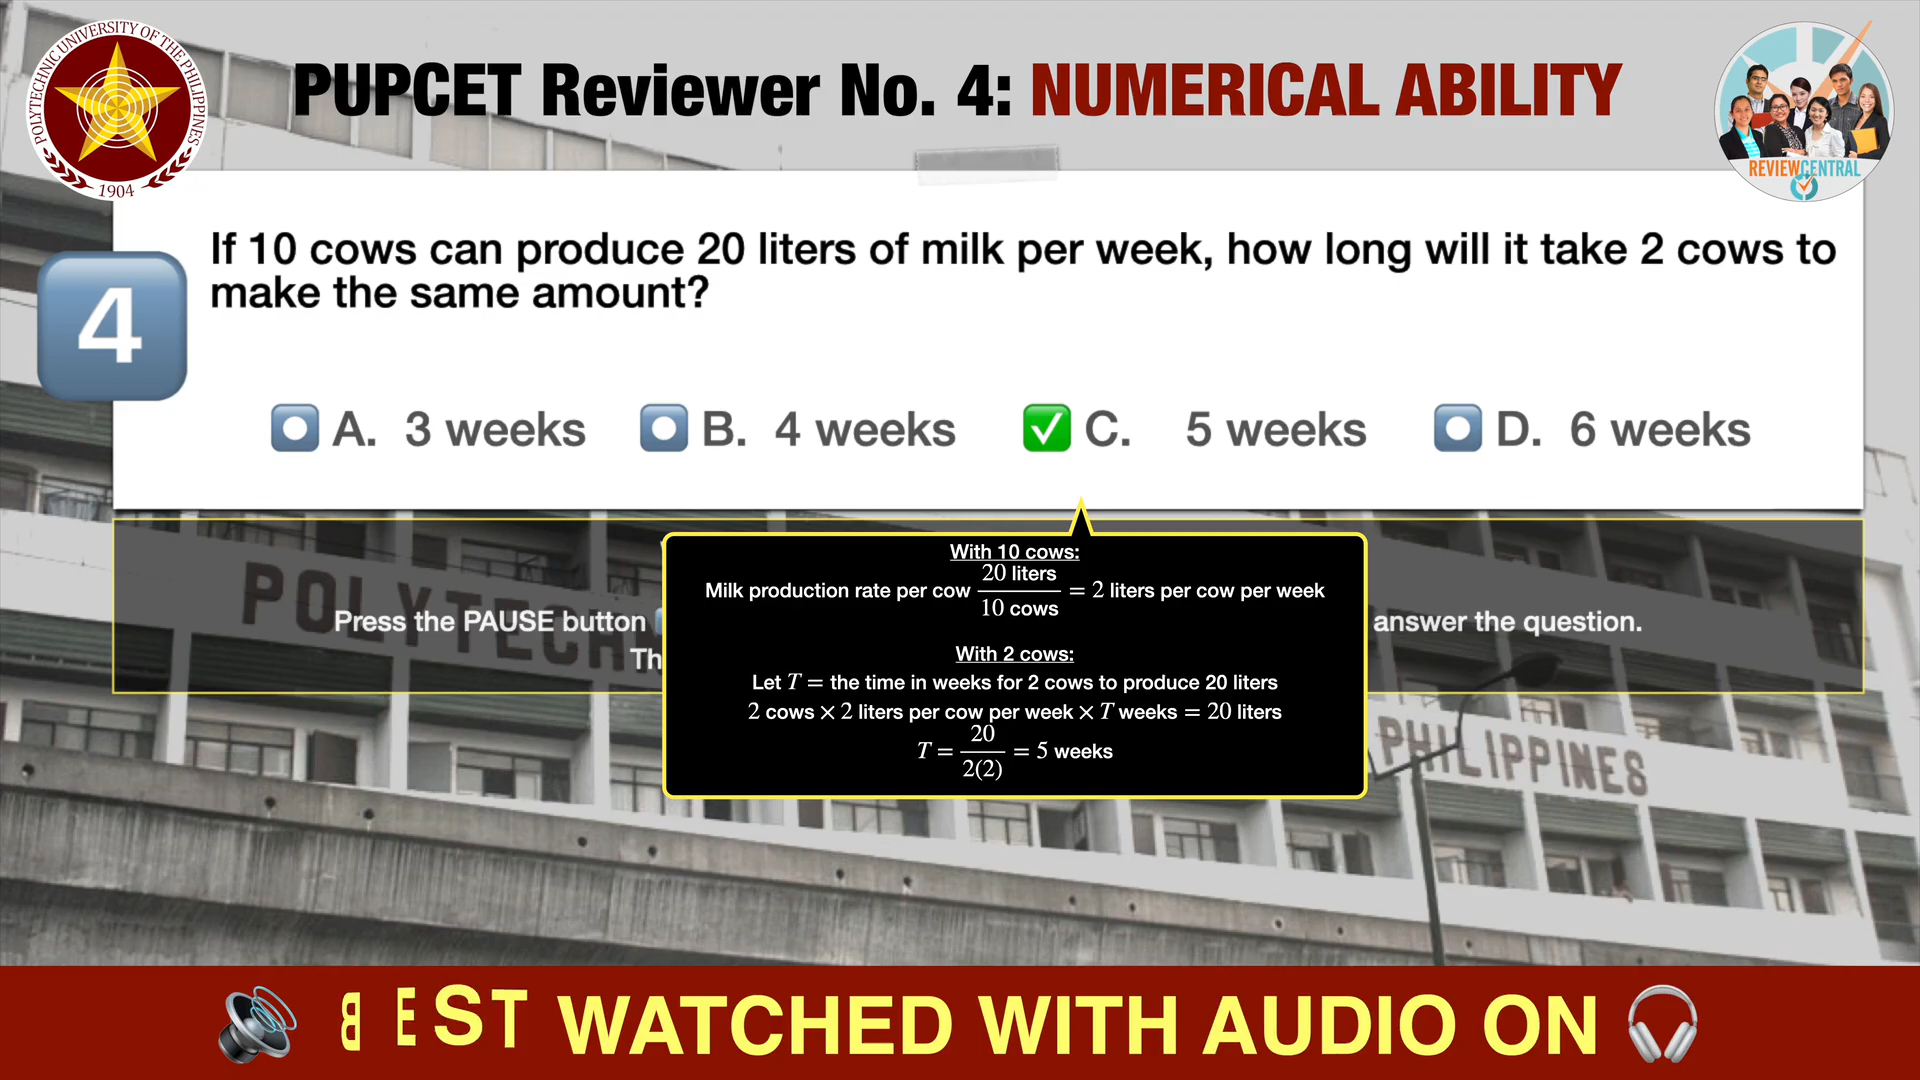 POLYTECHNIC UNIVERSITY OF THE PHILIPPINES
1904
PUPCET Reviewer No. 4: NUMERICAL ABILITY
REVIEWCENTRAL
4
If 10 cows can produce 20 liters of milk per week, how long will it take 2 cows to
make the same amount?
A. 3 weeks
B. 4 weeks
C. 5 weeks
D. 6 weeks
With 10 cows:
Milk production rate per cow 20 liters / 10 cows = 2 liters per cow per week
With 2 cows:
Let T = the time in weeks for 2 cows to produce 20 liters
2 cows × 2 liters per cow per week × T weeks = 20 liters
T = 20 / 2(2) = 5 weeks
Press the PAUSE button
answer the question.
Th
POLYTECHN
PHILIPPINES
BEST WATCHED WITH AUDIO ON